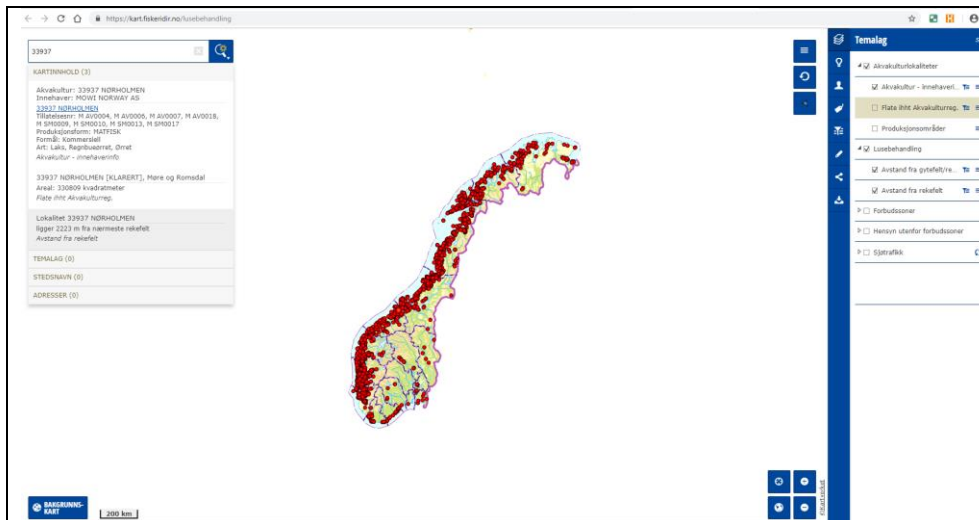 https://kart.fiskeridir.no/lusebehandling
33937
KARTINNHOLD (3)
Akvakultur: 33937 NØRHOLMEN
Innehaver: MOWI NORWAY AS
33937 NØRHOLMEN
Tillatelsesnr: M AV0004, M AV0006, M AV0007, M AV0018,
M SM0009, M SM0010, M SM0013, M SM0017
Produksjonsform: MATFISK
Formål: Kommersiell
Art: Laks, Regnbueørret, Ørret
Akvakultur - innehaverinfo.
33937 NØRHOLMEN [KLARERT], Møre og Romsdal
Areal: 330809 kvadratmeter
Flate ihht Akvakulturreg.
Lokalitet 33937 NØRHOLMEN
ligger 2223 m fra nærmeste rekefelt
Avstand fra rekefelt
TEMALAG (0)
STEDSNAVN (0)
ADRESSER (0)
BAKGRUNNS-
KART
200 km
©Kartverket
Temalag
Akvakulturlokaliteter
Akvakultur - innehaveri...
Flate ihht Akvakulturreg.
Produksjonsområder
Lusebehandling
Avstand fra gytefelt/re...
Avstand fra rekefelt
Forbudssoner
Hensyn utenfor forbudssoner
Sjøtrafikk